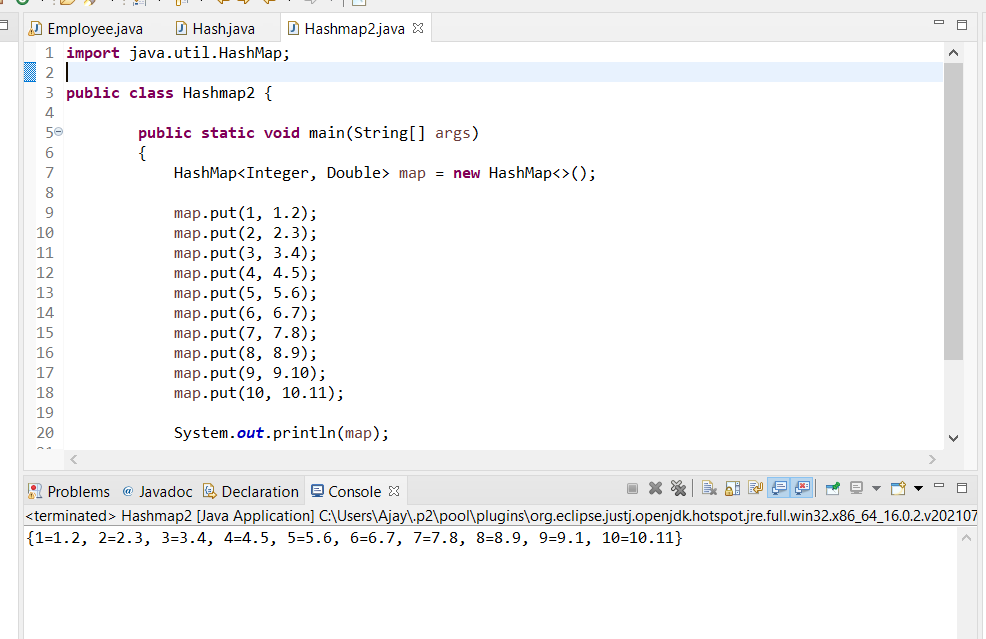 Employee.java Hash.java Hashmap2.java
1 import java.util.HashMap;
2
3 public class Hashmap2 {
4
5 public static void main(String[] args)
6 {
7 HashMap<Integer, Double> map = new HashMap<>();
8
9 map.put(1, 1.2);
10 map.put(2, 2.3);
11 map.put(3, 3.4);
12 map.put(4, 4.5);
13 map.put(5, 5.6);
14 map.put(6, 6.7);
15 map.put(7, 7.8);
16 map.put(8, 8.9);
17 map.put(9, 9.10);
18 map.put(10, 10.11);
19
20 System.out.println(map);
Problems @ Javadoc Declaration Console
<terminated> Hashmap2 [Java Application] C:\Users\Ajay\.p2\pool\plugins\org.eclipse.justj.openjdk.hotspot.jre.full.win32.x86_64_16.0.2.v202107
{1=1.2, 2=2.3, 3=3.4, 4=4.5, 5=5.6, 6=6.7, 7=7.8, 8=8.9, 9=9.1, 10=10.11}